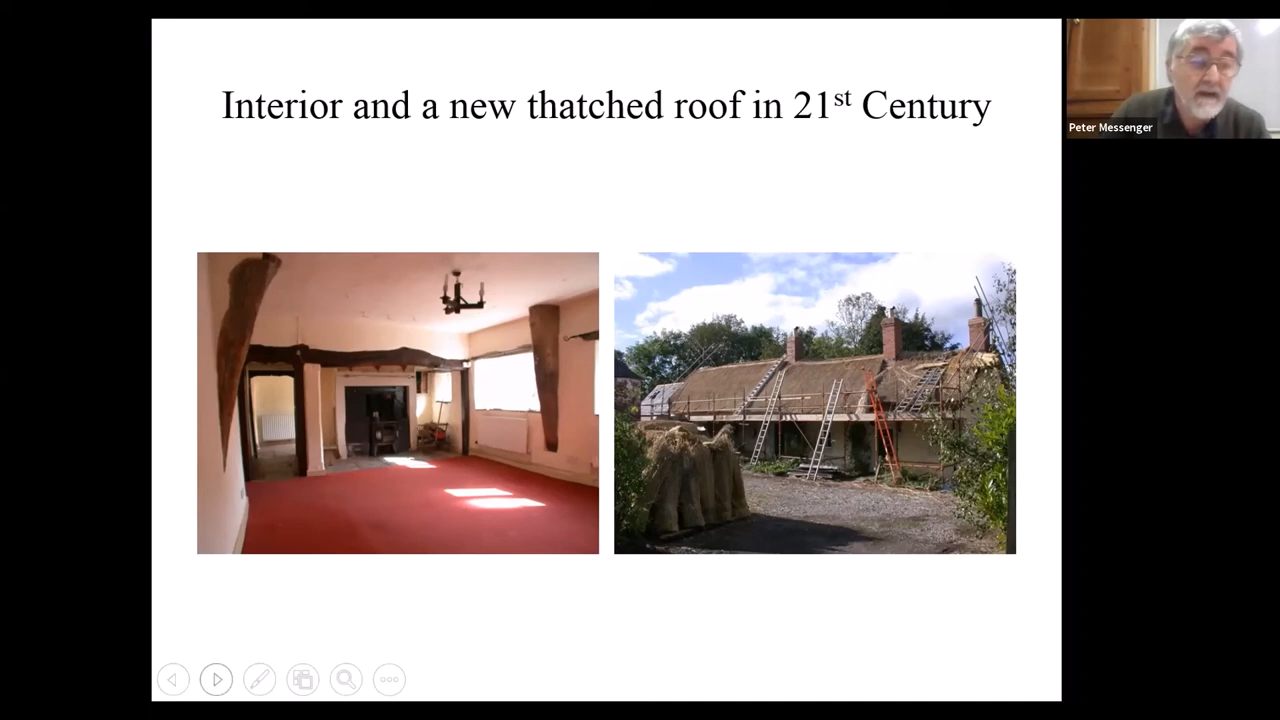 Interior and a new thatched roof in 21st Century
Peter Messenger